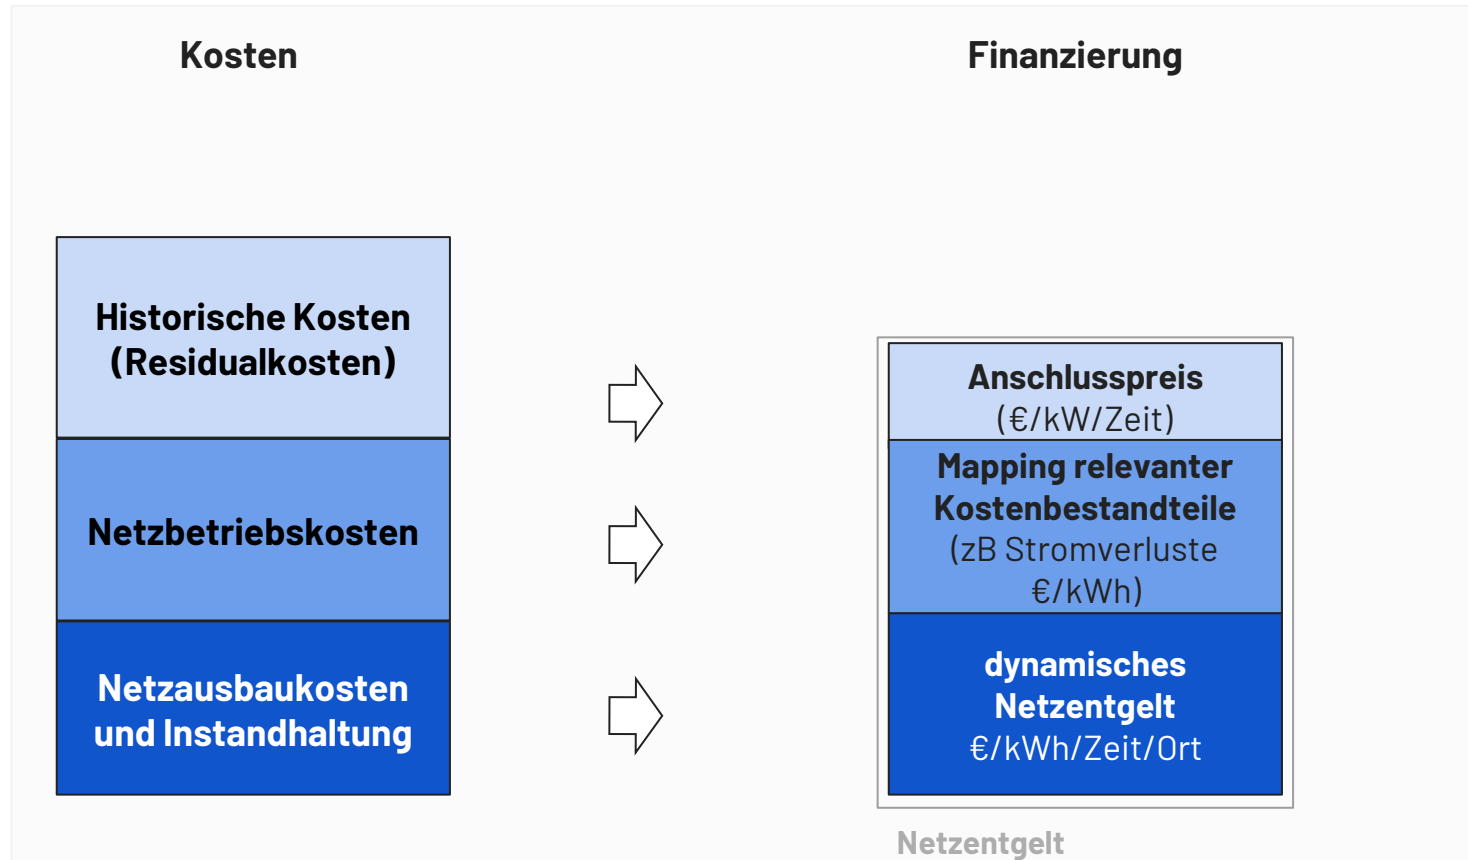 Kosten
Finanzierung
Historische Kosten
(Residualkosten)
Netzbetriebskosten
Netzausbaukosten
und Instandhaltung
Anschlusspreis
(€/kW/Zeit)
Mapping relevanter
Kostenbestandteile
(zB Stromverluste
€/kWh)
dynamisches
Netzentgelt
€/kWh/Zeit/Ort
Netzentgelt